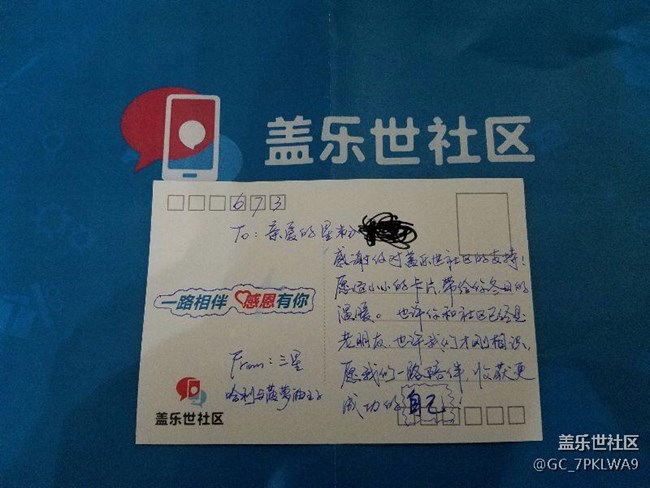 盖乐世社区
673
To：亲爱的星粉
感谢你对盖乐世社区的支持！
愿这小小的卡片带给你冬日的
温暖。也许你和社区已经是
老朋友，也许我们才刚相识，
愿我们一路陪伴，收获更
成功的自己
一路相伴 感恩有你
From：三星
哈利与菠萝油王子
盖乐世社区
盖乐世社区
@GC_7PKLWA9